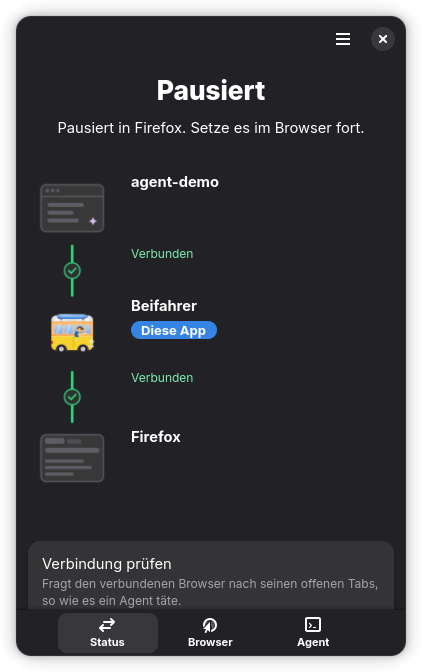 Pausiert
Pausiert in Firefox. Setze es im Browser fort.
agent-demo
Verbunden
Beifahrer
Diese App
Verbunden
Firefox
Verbindung prüfen
Fragt den verbundenen Browser nach seinen offenen Tabs,
so wie es ein Agent täte.
Status
Browser
Agent